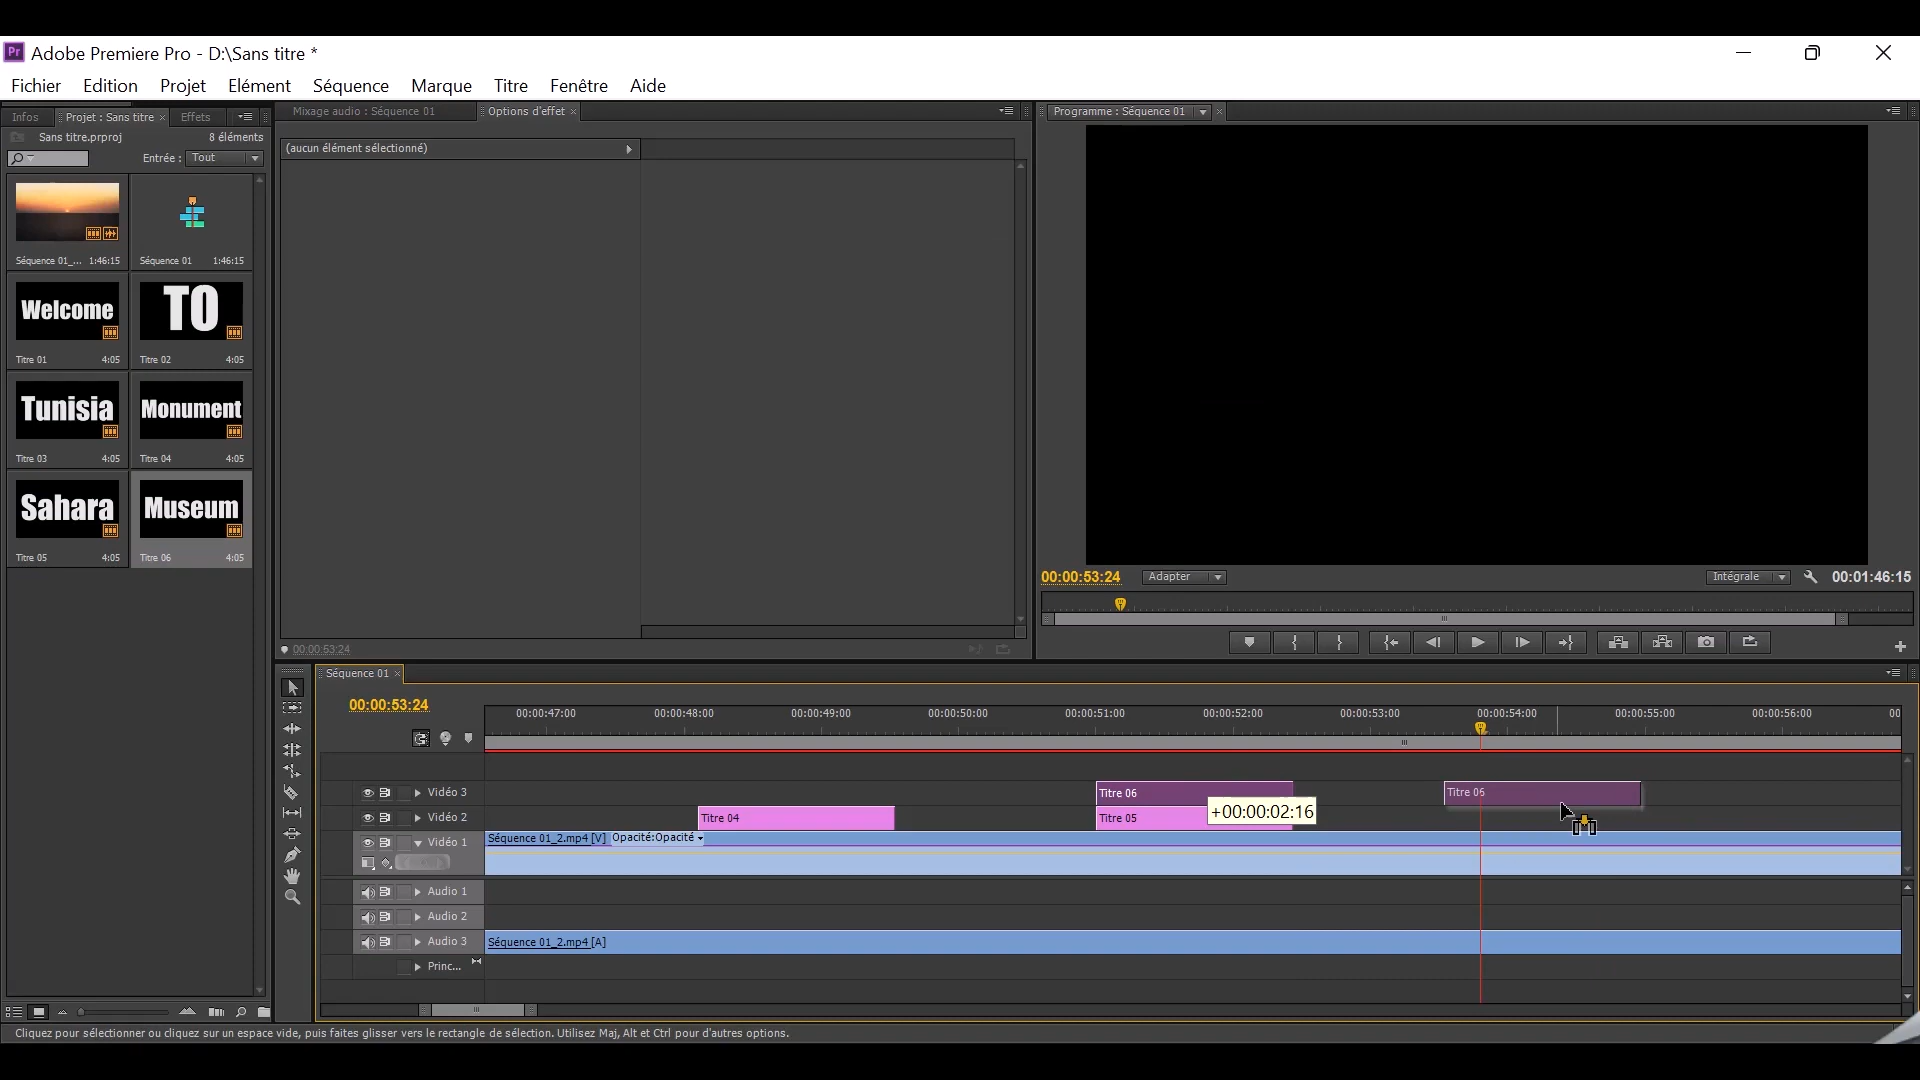 Pr Adobe Premiere Pro - D:\Sans titre *
Fichier Edition Projet Elément Séquence Marque Titre Fenêtre Aide
Infos Projet : Sans titre × Effets
Sans titre.prproj 8 éléments
Entrée : Tout
Séquence 01_... 1:46:15
Séquence 01 1:46:15
Welcome
Titre 01 4:05
TO
Titre 02 4:05
Tunisia
Titre 03 4:05
Monument
Titre 04 4:05
Sahara
Titre 05 4:05
Museum
Titre 06 4:05
Mixage audio : Séquence 01 Options d'effet ×
(aucun élément sélectionné)
00:00:53:24
Programme : Séquence 01 ×
00:00:53:24 Adapter Intégrale 00:01:46:15
Séquence 01 ×
00:00:53:24
00:00:47:00 00:00:48:00 00:00:49:00 00:00:50:00 00:00:51:00 00:00:52:00 00:00:53:00 00:00:54:00 00:00:55:00 00:00:56:00 00
Vidéo 3 Titre 06 Titre 06
+00:00:02:16
Vidéo 2 Titre 04 Titre 05
Vidéo 1 Séquence 01_2.mp4 [V] Opacité:Opacité
Audio 1
Audio 2
Audio 3 Séquence 01_2.mp4 [A]
Princ...
Cliquez pour sélectionner ou cliquez sur un espace vide, puis faites glisser vers le rectangle de sélection. Utilisez Maj, Alt et Ctrl pour d'autres options.